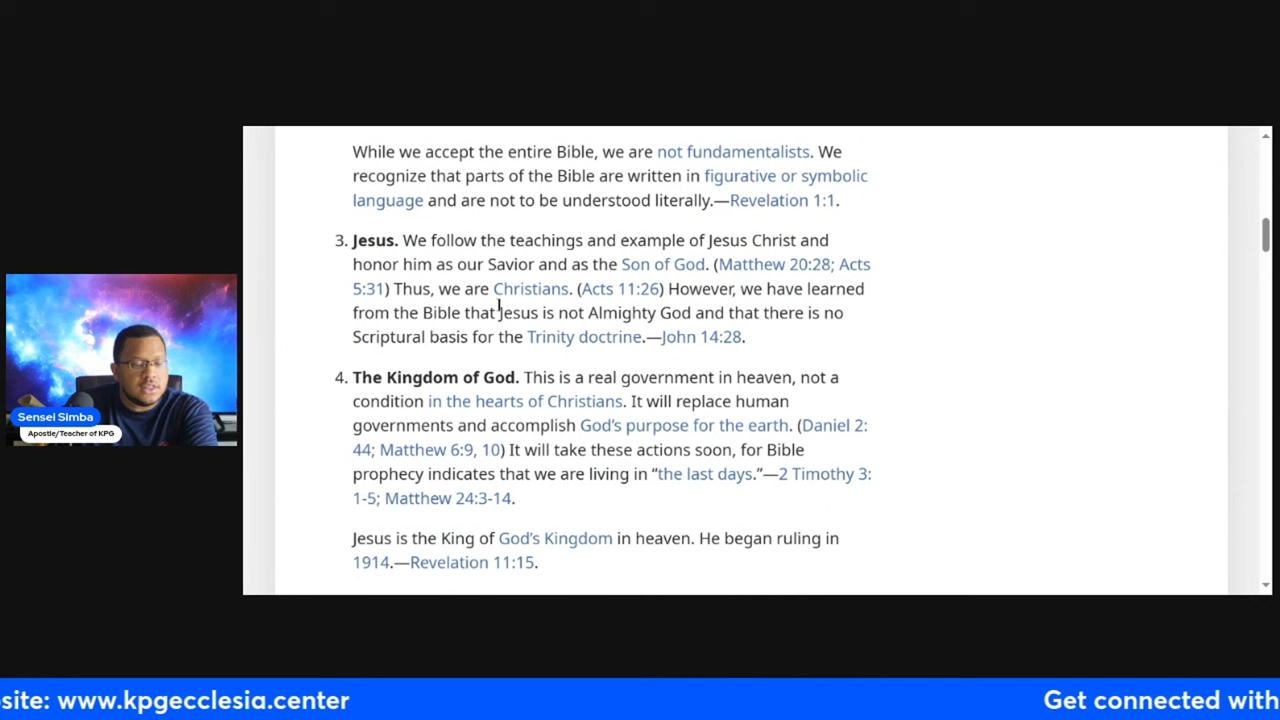 While we accept the entire Bible, we are not fundamentalists. We
recognize that parts of the Bible are written in figurative or symbolic
language and are not to be understood literally.—Revelation 1:1.
3. Jesus. We follow the teachings and example of Jesus Christ and
honor him as our Savior and as the Son of God. (Matthew 20:28; Acts
5:31) Thus, we are Christians. (Acts 11:26) However, we have learned
from the Bible that Jesus is not Almighty God and that there is no
Scriptural basis for the Trinity doctrine.—John 14:28.
4. The Kingdom of God. This is a real government in heaven, not a
condition in the hearts of Christians. It will replace human
governments and accomplish God's purpose for the earth. (Daniel 2:
44; Matthew 6:9, 10) It will take these actions soon, for Bible
prophecy indicates that we are living in “the last days.”—2 Timothy 3:
1-5; Matthew 24:3-14.
Jesus is the King of God's Kingdom in heaven. He began ruling in
1914.—Revelation 11:15.
Sensei Simba
Apostle/Teacher of KPG
site: www.kpgecclesia.center
Get connected with